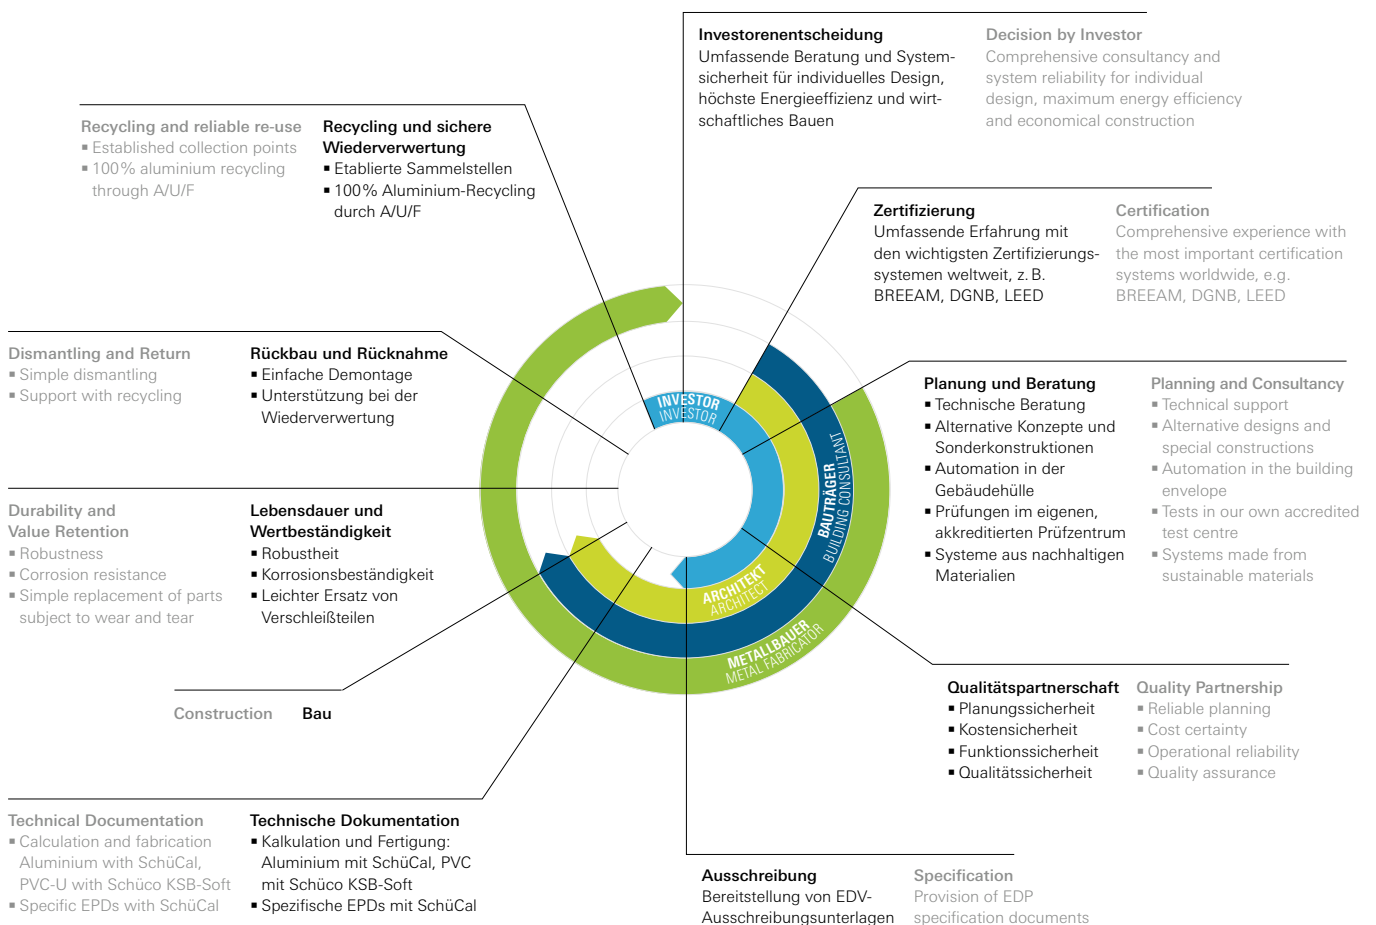 Investorenentscheidung
Umfassende Beratung und System-
sicherheit für individuelles Design,
höchste Energieeffizienz und wirt-
schaftliches Bauen
Decision by Investor
Comprehensive consultancy and
system reliability for individual
design, maximum energy efficiency
and economical construction
Recycling and reliable re-use
▪ Established collection points
▪ 100% aluminium recycling
through A/U/F
Recycling und sichere
Wiederverwertung
▪ Etablierte Sammelstellen
▪ 100% Aluminium-Recycling
durch A/U/F
Zertifizierung
Umfassende Erfahrung mit
den wichtigsten Zertifizierungs-
systemen weltweit, z. B.
BREEAM, DGNB, LEED
Certification
Comprehensive experience with
the most important certification
systems worldwide, e.g.
BREEAM, DGNB, LEED
Dismantling and Return
▪ Simple dismantling
▪ Support with recycling
Rückbau und Rücknahme
▪ Einfache Demontage
▪ Unterstützung bei der
Wiederverwertung
INVESTOR
INVESTOR
Planung und Beratung
▪ Technische Beratung
▪ Alternative Konzepte und
Sonderkonstruktionen
▪ Automation in der
Gebäudehülle
▪ Prüfungen im eigenen,
akkreditierten Prüfzentrum
▪ Systeme aus nachhaltigen
Materialien
Planning and Consultancy
▪ Technical support
▪ Alternative designs and
special constructions
▪ Automation in the building
envelope
▪ Tests in our own accredited
test centre
▪ Systems made from
sustainable materials
BAUTRÄGER
BUILDING CONSULTANT
Durability and
Value Retention
▪ Robustness
▪ Corrosion resistance
▪ Simple replacement of parts
subject to wear and tear
Lebensdauer und
Wertbeständigkeit
▪ Robustheit
▪ Korrosionsbeständigkeit
▪ Leichter Ersatz von
Verschleißteilen
ARCHITEKT
ARCHITECT
METALLBAUER
METAL FABRICATOR
Construction
Bau
Qualitätspartnerschaft
▪ Planungssicherheit
▪ Kostensicherheit
▪ Funktionssicherheit
▪ Qualitätssicherheit
Quality Partnership
▪ Reliable planning
▪ Cost certainty
▪ Operational reliability
▪ Quality assurance
Technical Documentation
▪ Calculation and fabrication
Aluminium with SchüCal,
PVC-U with Schüco KSB-Soft
▪ Specific EPDs with SchüCal
Technische Dokumentation
▪ Kalkulation und Fertigung:
Aluminium mit SchüCal, PVC
mit Schüco KSB-Soft
▪ Spezifische EPDs mit SchüCal
Ausschreibung
Bereitstellung von EDV-
Ausschreibungsunterlagen
Specification
Provision of EDP
specification documents